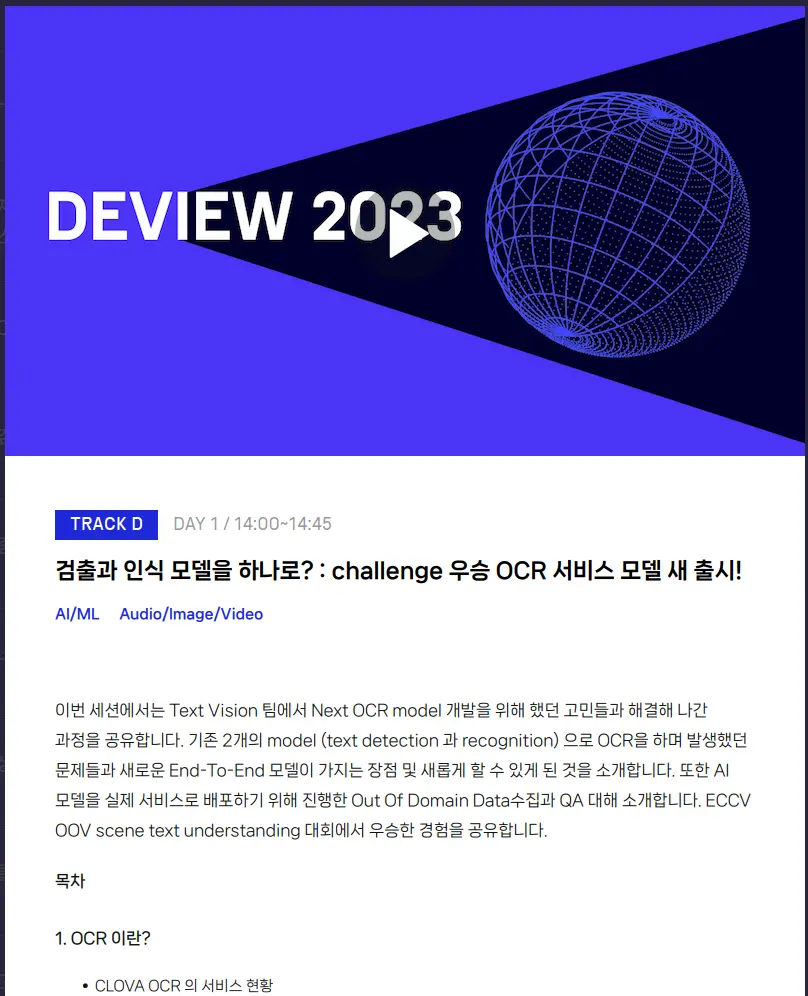 DEVIEW 2023
TRACK D DAY 1 / 14:00~14:45
검출과 인식 모델을 하나로? : challenge 우승 OCR 서비스 모델 새 출시!
AI/ML Audio/Image/Video
이번 세션에서는 Text Vision 팀에서 Next OCR model 개발을 위해 했던 고민들과 해결해 나간
과정을 공유합니다. 기존 2개의 model (text detection 과 recognition) 으로 OCR을 하며 발생했던
문제들과 새로운 End-To-End 모델이 가지는 장점 및 새롭게 할 수 있게 된 것을 소개합니다. 또한 AI
모델을 실제 서비스로 배포하기 위해 진행한 Out Of Domain Data수집과 QA 대해 소개합니다. ECCV
OOV scene text understanding 대회에서 우승한 경험을 공유합니다.
목차
1. OCR 이란?
• CLOVA OCR 의 서비스 현황